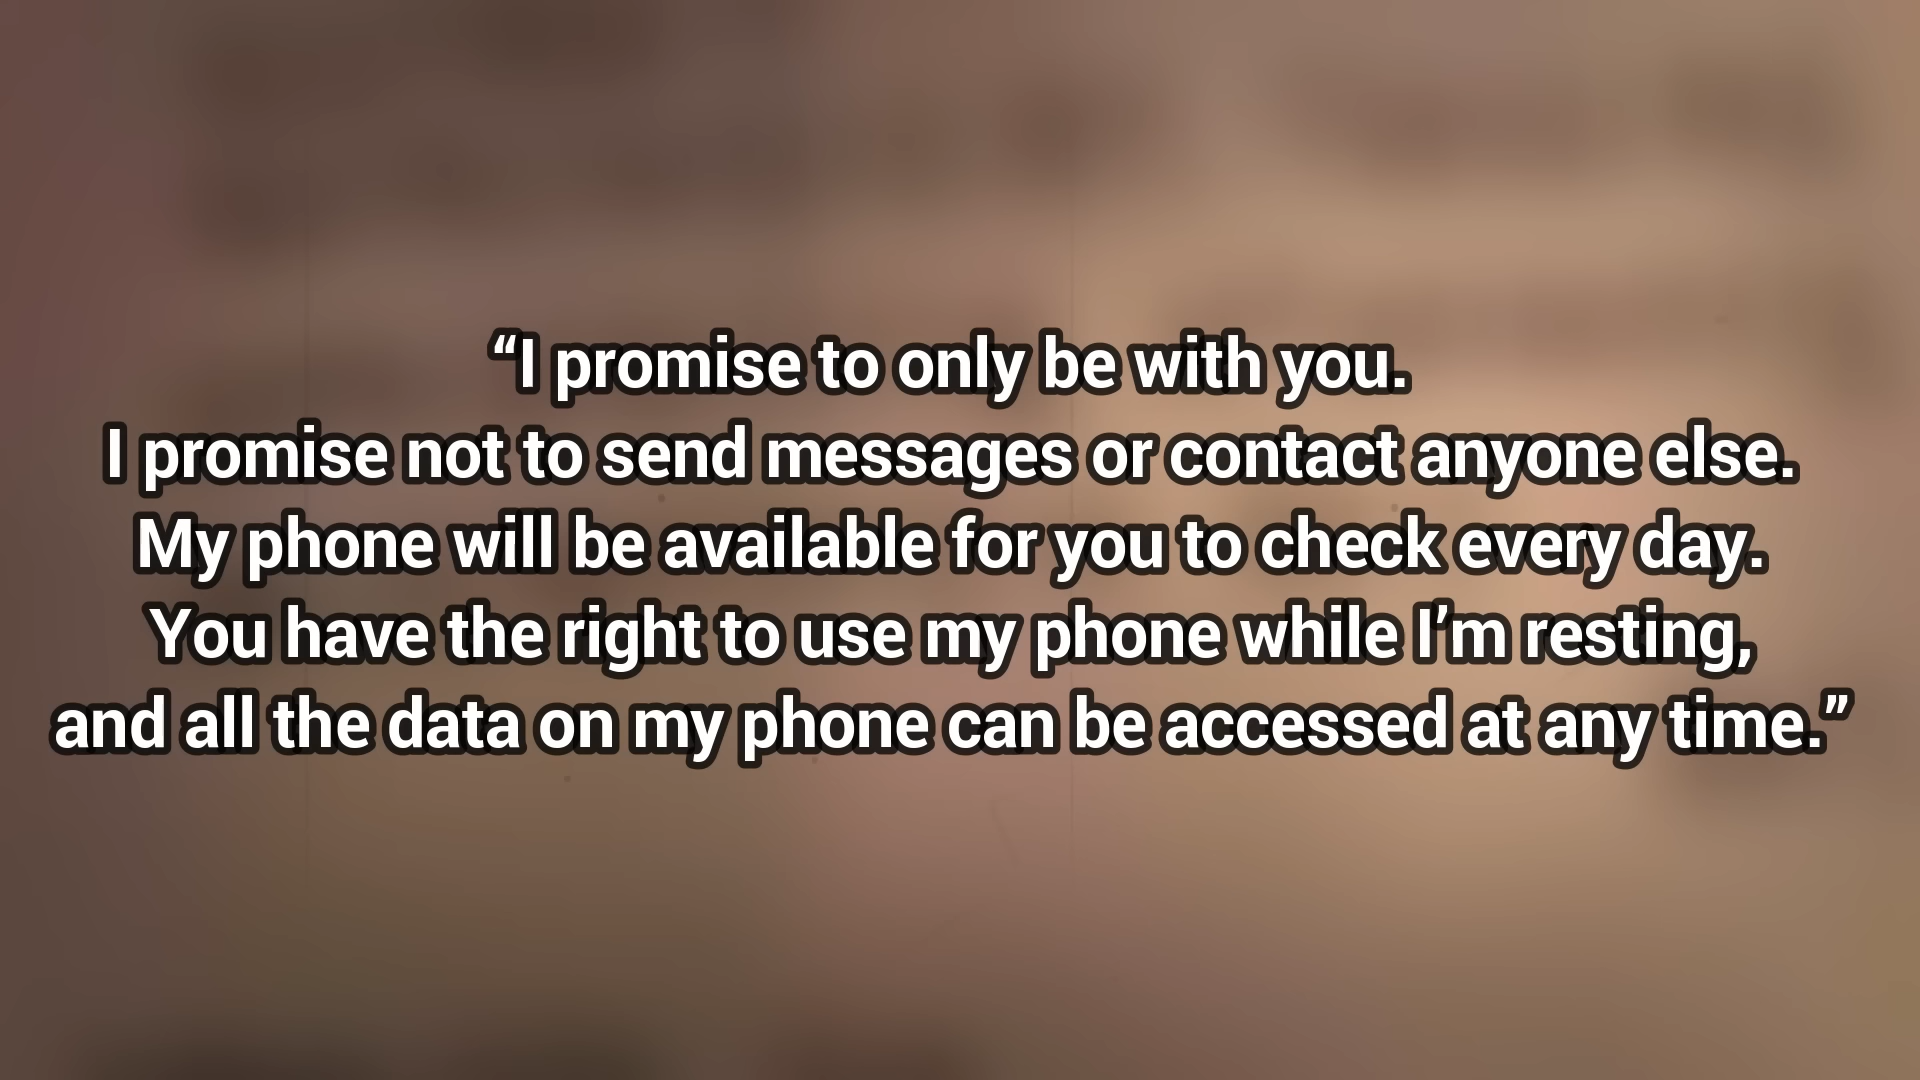 “I promise to only be with you.
I promise not to send messages or contact anyone else.
My phone will be available for you to check every day.
You have the right to use my phone while I’m resting,
and all the data on my phone can be accessed at any time.”